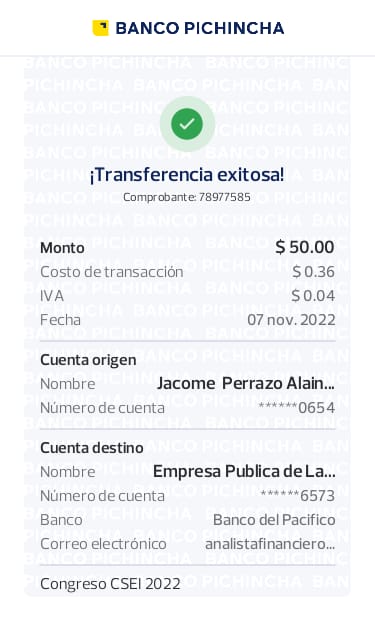 BANCO PICHINCHA
¡Transferencia exitosa!
Comprobante: 78977585
Monto $ 50.00
Costo de transacción $ 0.36
IVA $ 0.04
Fecha 07 nov. 2022
Cuenta origen
Nombre Jacome Perrazo Alain...
Número de cuenta ******0654
Cuenta destino
Nombre Empresa Publica de La...
Número de cuenta ******6573
Banco Banco del Pacifico
Correo electrónico analistafinanciero...
Congreso CSEI 2022